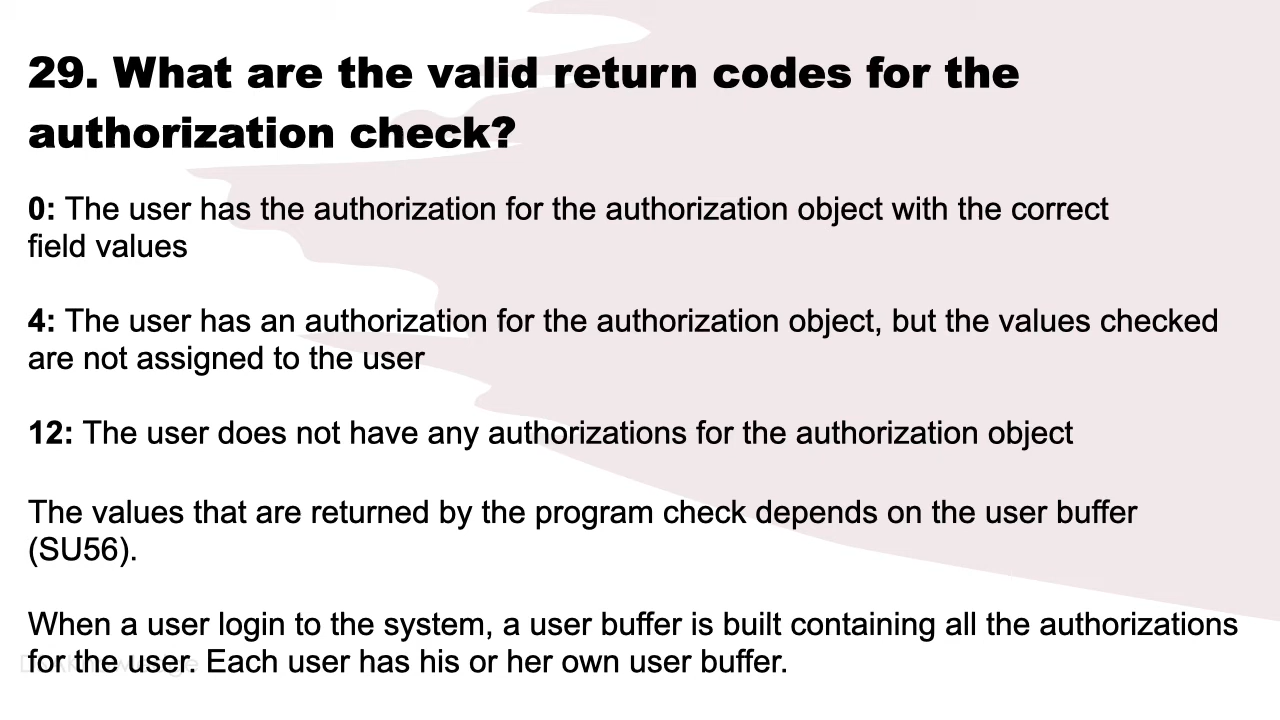 29. What are the valid return codes for the
authorization check?
0: The user has the authorization for the authorization object with the correct
field values
4: The user has an authorization for the authorization object, but the values checked
are not assigned to the user
12: The user does not have any authorizations for the authorization object
The values that are returned by the program check depends on the user buffer
(SU56).
When a user login to the system, a user buffer is built containing all the authorizations
for the user. Each user has his or her own user buffer.